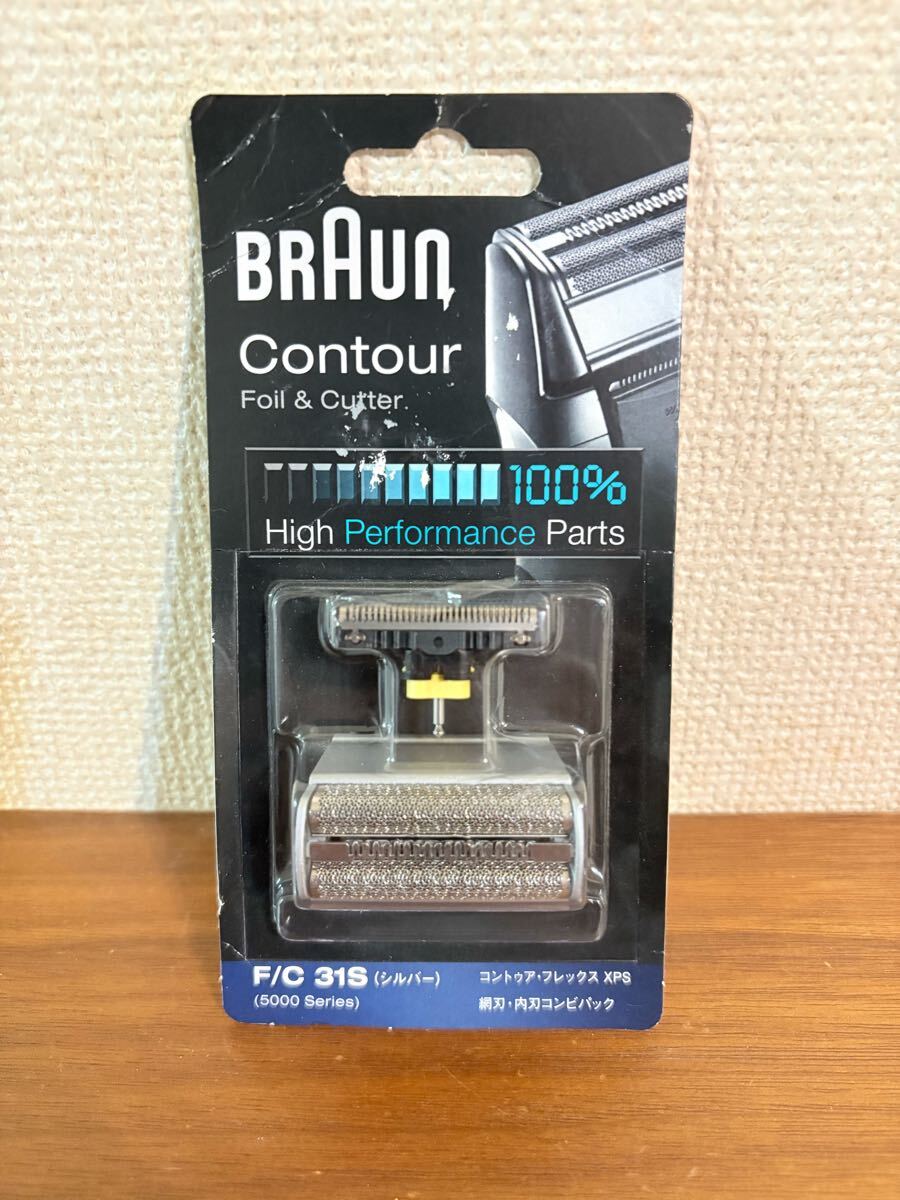 BRAUN
Contour
Foil & Cutter
100%
High Performance Parts
F/C 31S (シルバー)
(5000 Series)
コントゥア・フレックス XPS
網刃・内刃コンビパック